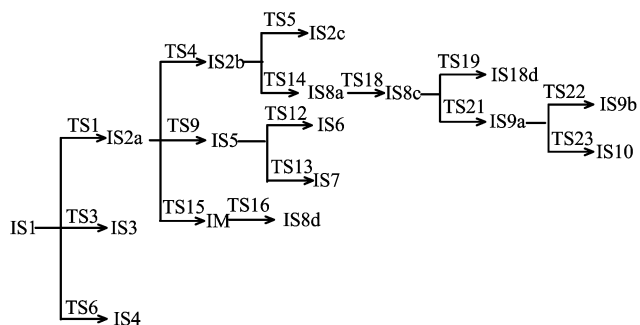 TS5
IS2c
TS4
IS2b
TS14
IS8a
TS18
IS8c
TS19
IS18d
TS21
IS9a
TS22
IS9b
TS23
IS10
TS1
IS2a
TS9
IS5
TS12
IS6
TS13
IS7
TS15
IM
TS16
IS8d
IS1
TS3
IS3
TS6
IS4